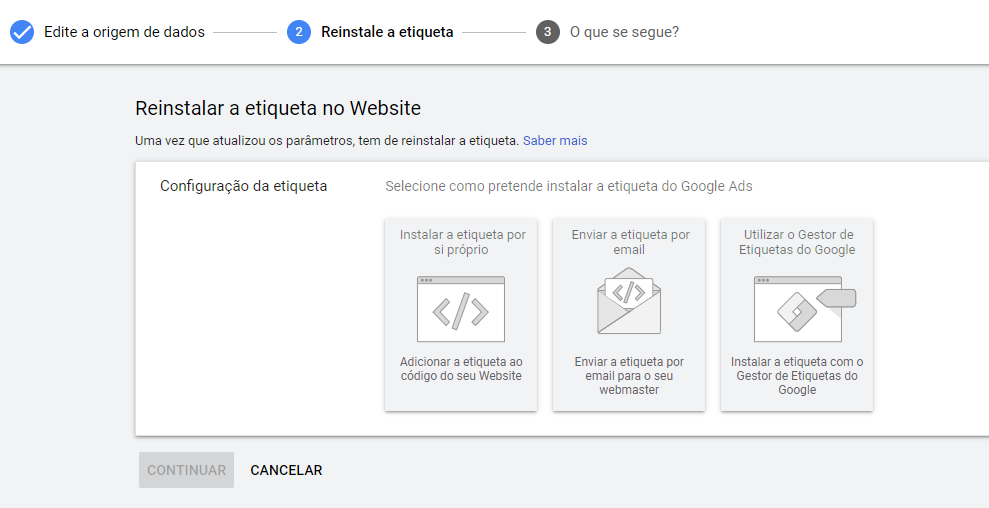 Edite a origem de dados
2 Reinstale a etiqueta
3 O que se segue?
Reinstalar a etiqueta no Website
Uma vez que atualizou os parâmetros, tem de reinstalar a etiqueta. Saber mais
Configuração da etiqueta
Selecione como pretende instalar a etiqueta do Google Ads
Instalar a etiqueta por
si próprio
Adicionar a etiqueta ao
código do seu Website
Enviar a etiqueta por
email
Enviar a etiqueta por
email para o seu
webmaster
Utilizar o Gestor de
Etiquetas do Google
Instalar a etiqueta com o
Gestor de Etiquetas do
Google
CONTINUAR
CANCELAR